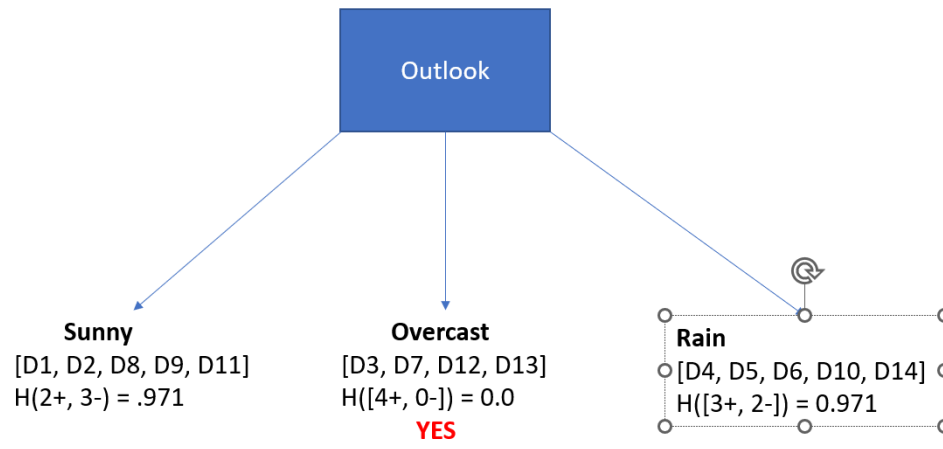 Outlook
Sunny
[D1, D2, D8, D9, D11]
H(2+, 3-) = .971
Overcast
[D3, D7, D12, D13]
H([4+, 0-]) = 0.0
YES
Rain
[D4, D5, D6, D10, D14]
H([3+, 2-]) = 0.971